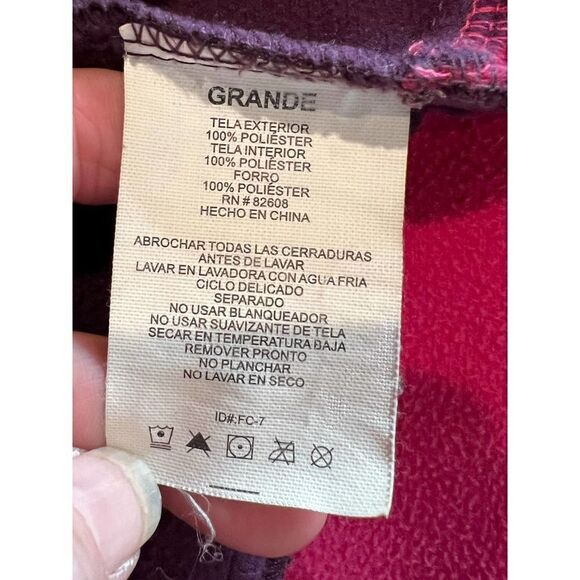 GRANDE
TELA EXTERIOR
100% POLIÉSTER
TELA INTERIOR
100% POLIÉSTER
FORRO
100% POLIÉSTER
RN # 82608
HECHO EN CHINA
ABROCHAR TODAS LAS CERRADURAS
ANTES DE LAVAR
LAVAR EN LAVADORA CON AGUA FRIA
CICLO DELICADO
SEPARADO
NO USAR BLANQUEADOR
NO USAR SUAVIZANTE DE TELA
SECAR EN TEMPERATURA BAJA
REMOVER PRONTO
NO PLANCHAR
NO LAVAR EN SECO
ID#:FC-7